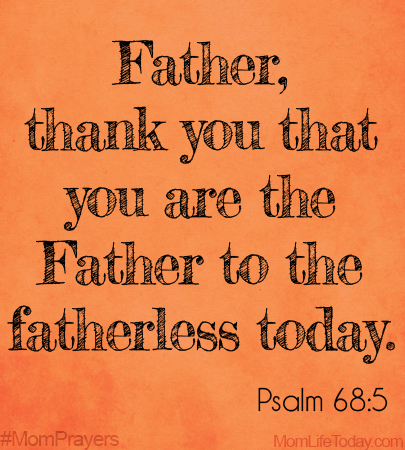 Father,
thank you that
you are the
Father to the
fatherless today.
Psalm 68:5
#MomPrayers
MomLifeToday.com